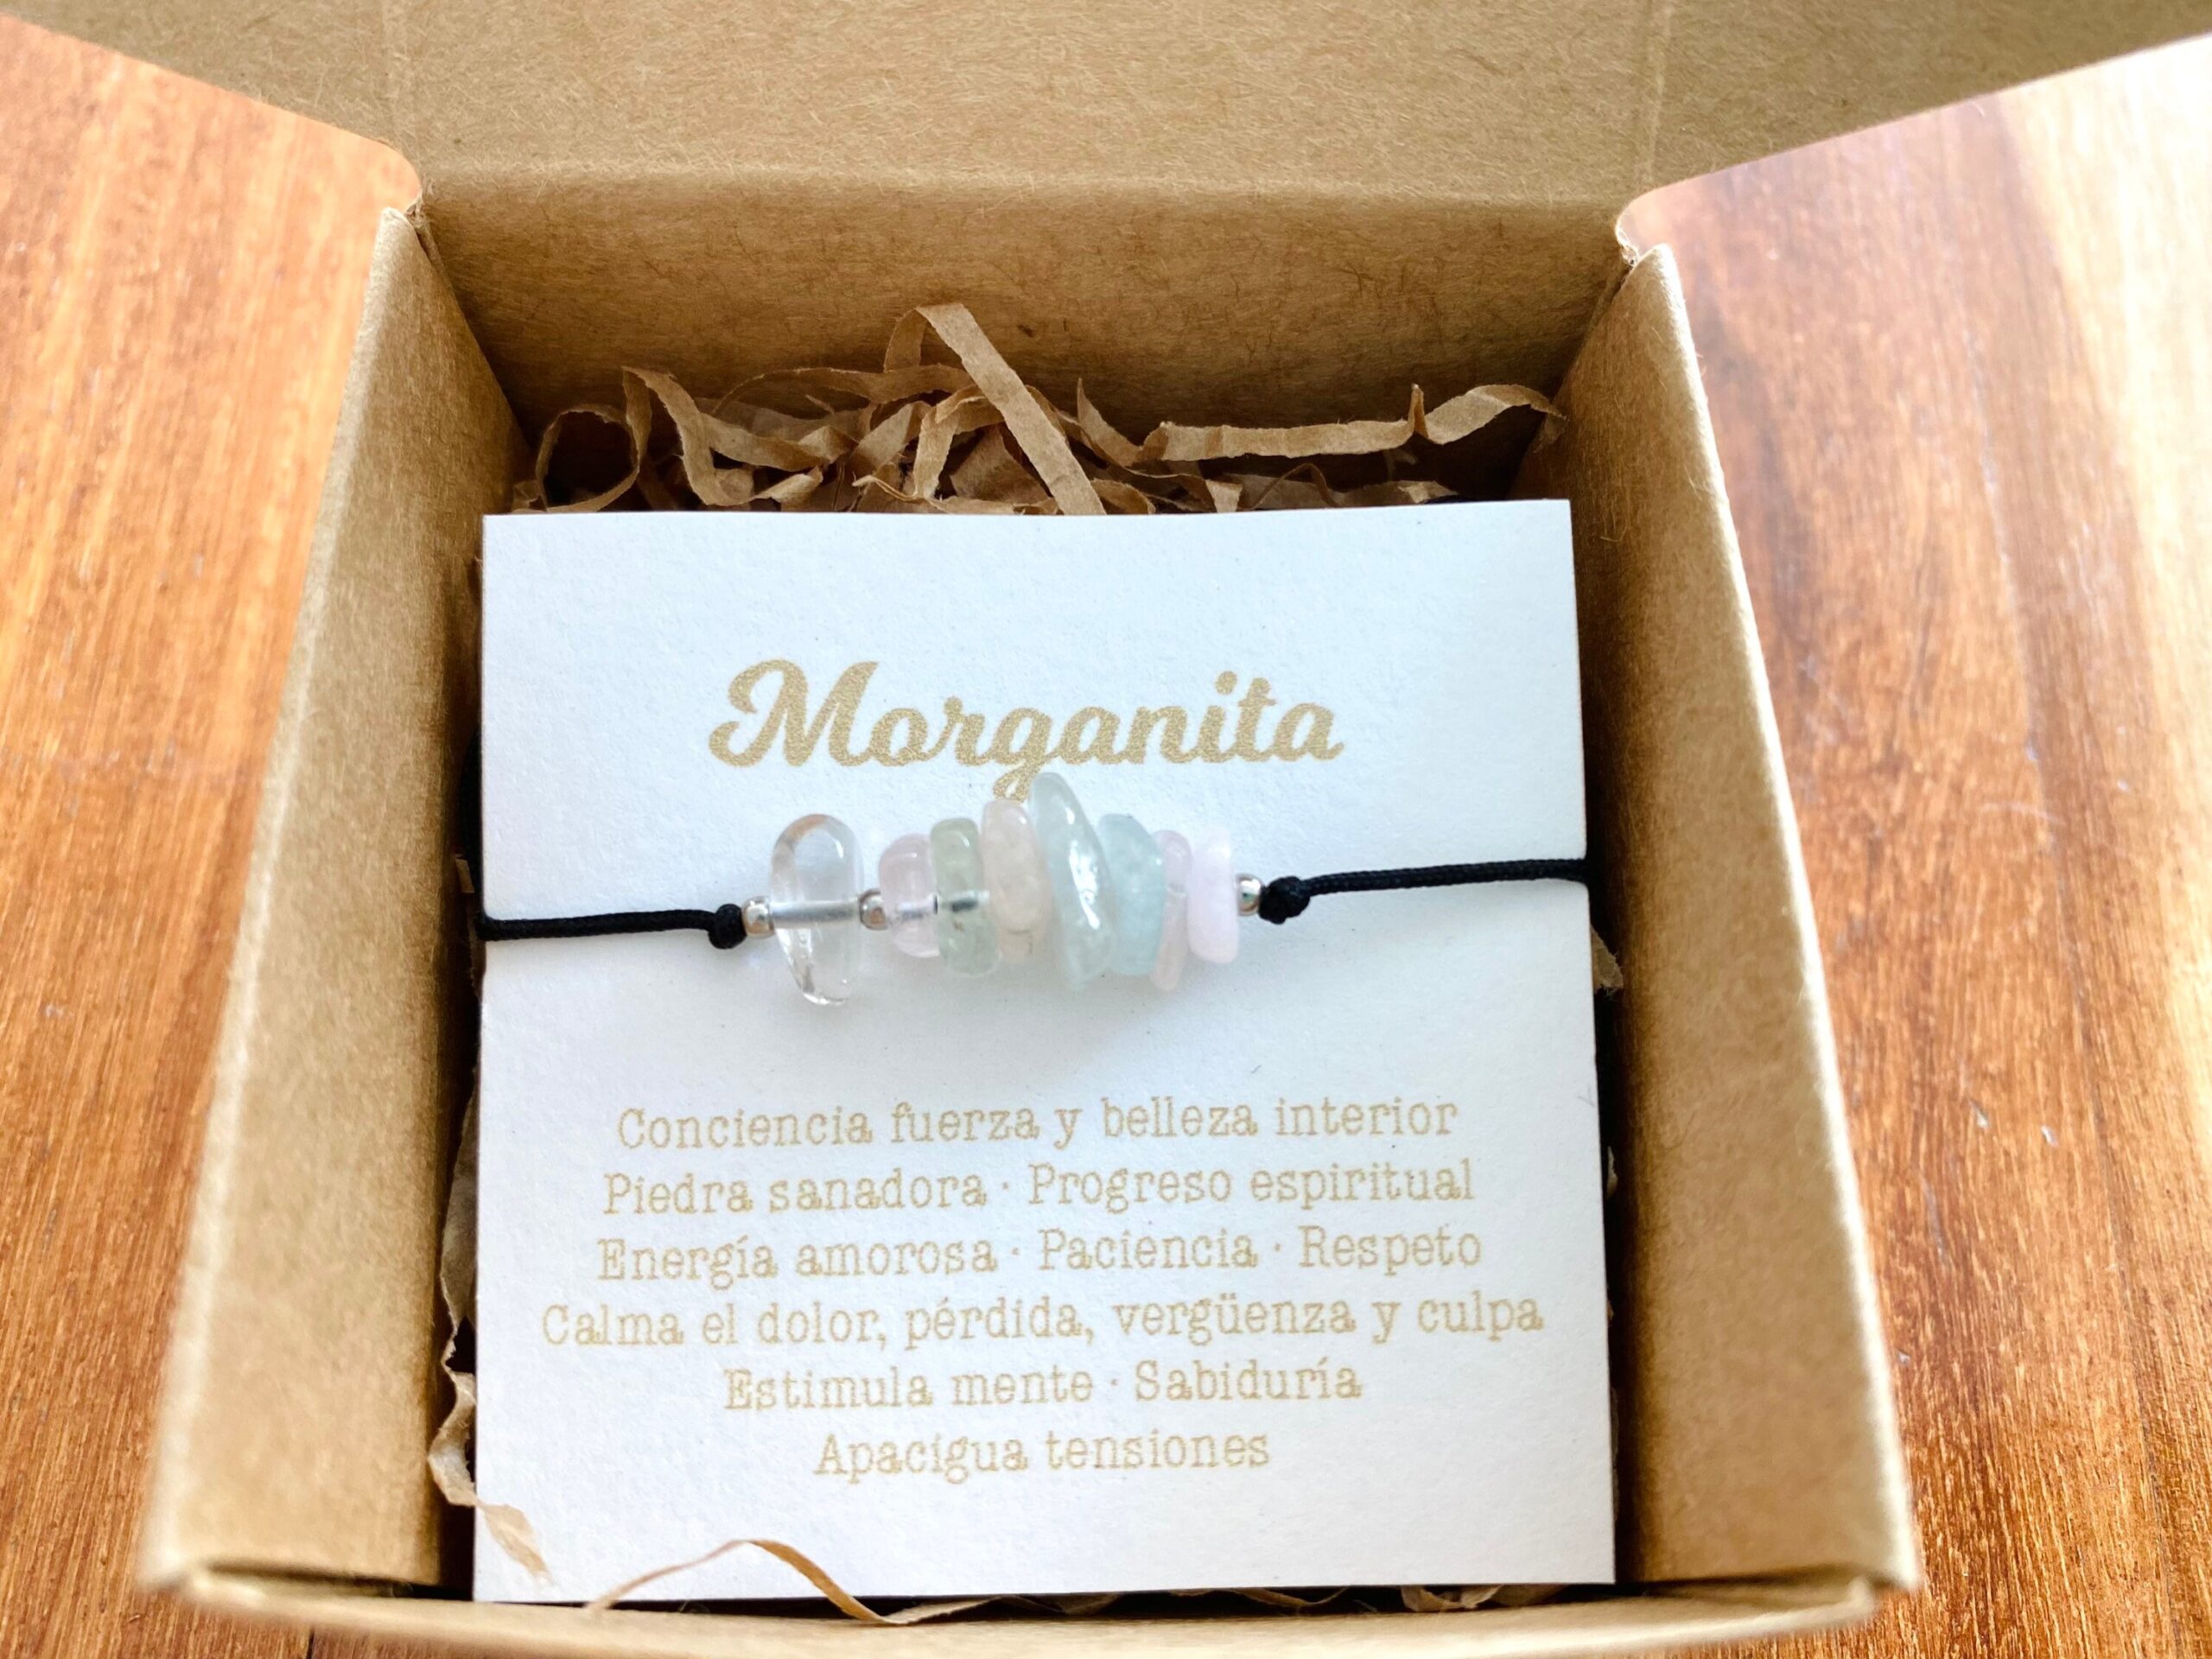 Morganita
Conciencia fuerza y belleza interior
Piedra sanadora · Progreso espiritual
Energía amorosa · Paciencia · Respeto
Calma el dolor, pérdida, vergüenza y culpa
Estimula mente · Sabiduría
Apacigua tensiones